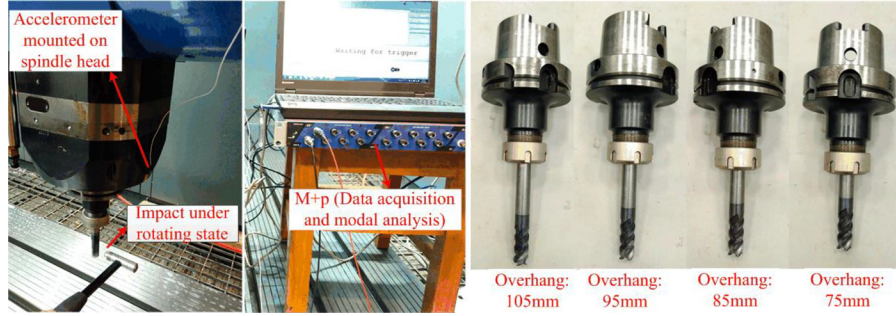 Accelerometer
mounted on
spindle head
Impact under
rotating state
Waiting for trigger
M+p (Data acquisition
and modal analysis)
Overhang:
105mm
Overhang:
95mm
Overhang:
85mm
Overhang:
75mm